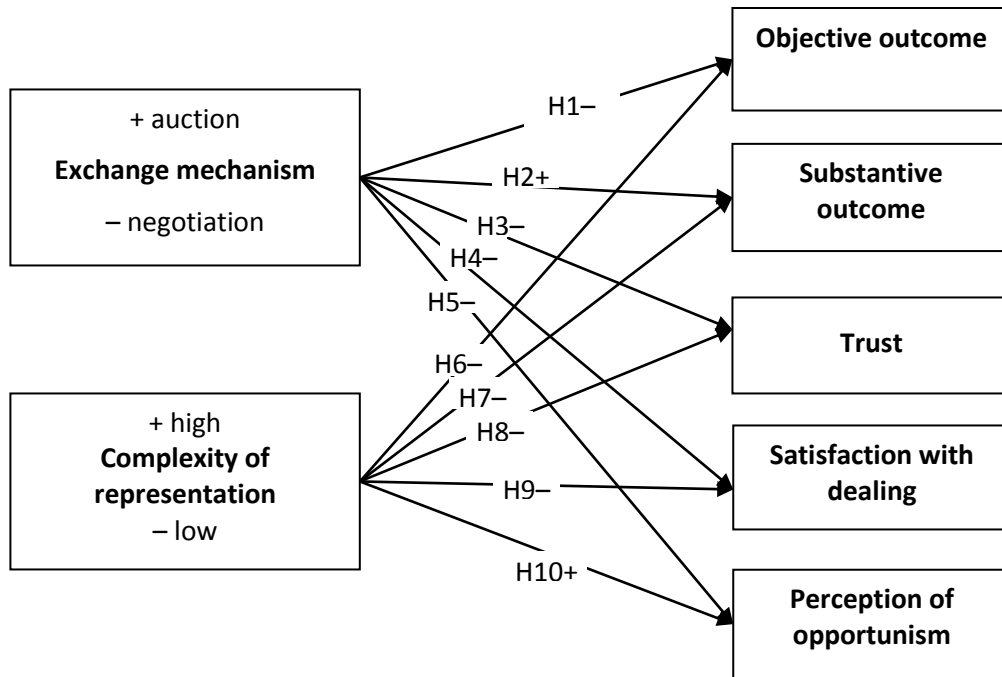 Objective outcome
+ auction
Exchange mechanism
– negotiation
H1–
H2+
H3–
H4–
H5–
Substantive
outcome
Trust
+ high
Complexity of
representation
– low
H6–
H7–
H8–
H9–
H10+
Satisfaction with
dealing
Perception of
opportunism